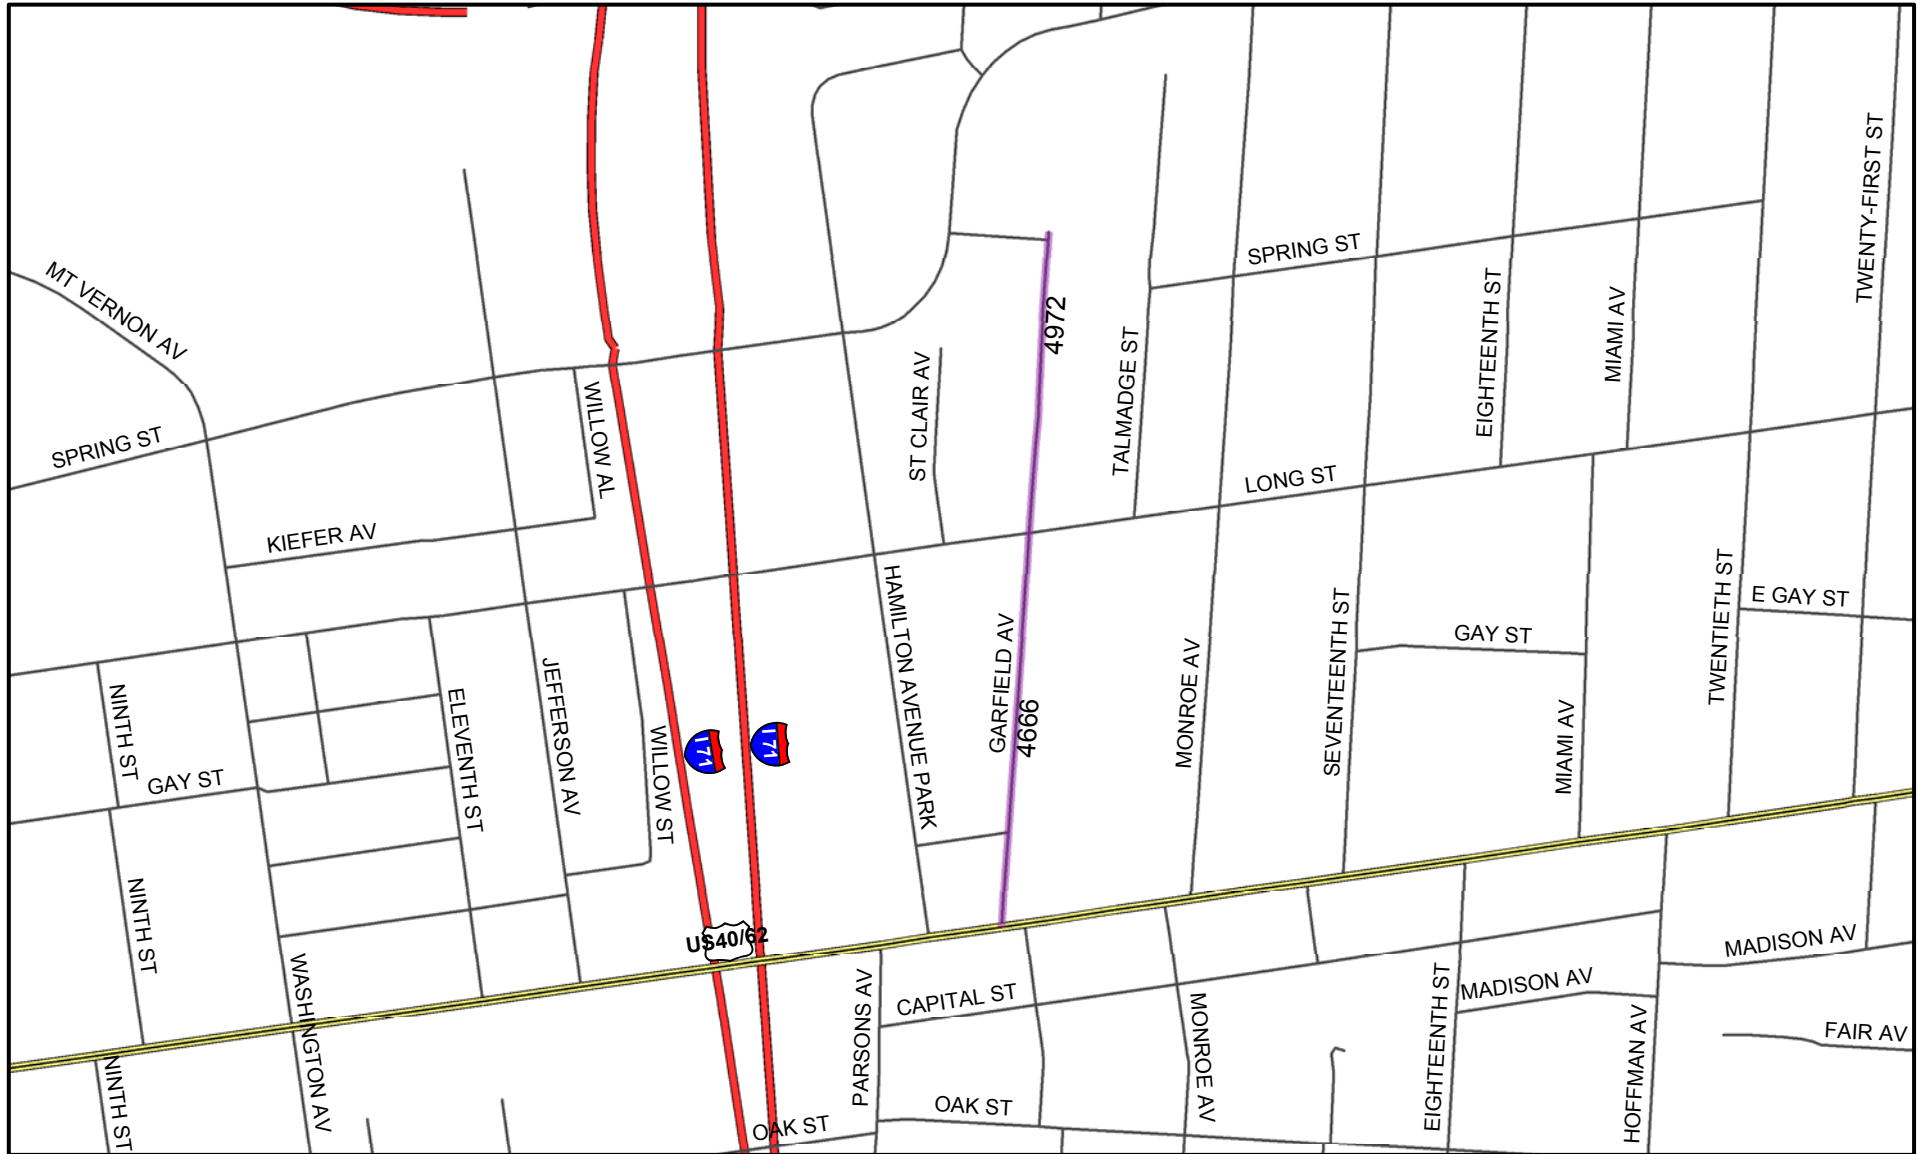 MT VERNON AV
SPRING ST
KIEFER AV
WILLOW AL
ST CLAIR AV
4972
TALMADGE ST
SPRING ST
EIGHTEENTH ST
MIAMI AV
TWENTY-FIRST ST
LONG ST
NINTH ST
GAY ST
ELEVENTH ST
JEFFERSON AV
WILLOW ST
I 71
I 71
HAMILTON AVENUE PARK
GARFIELD AV
4666
MONROE AV
SEVENTEENTH ST
GAY ST
MIAMI AV
TWENTIETH ST
E GAY ST
NINTH ST
WASHINGTON AV
US40/62
PARSONS AV
CAPITAL ST
MONROE AV
EIGHTEENTH ST
MADISON AV
MADISON AV
HOFFMAN AV
FAIR AV
NINTH ST
OAK ST
OAK ST